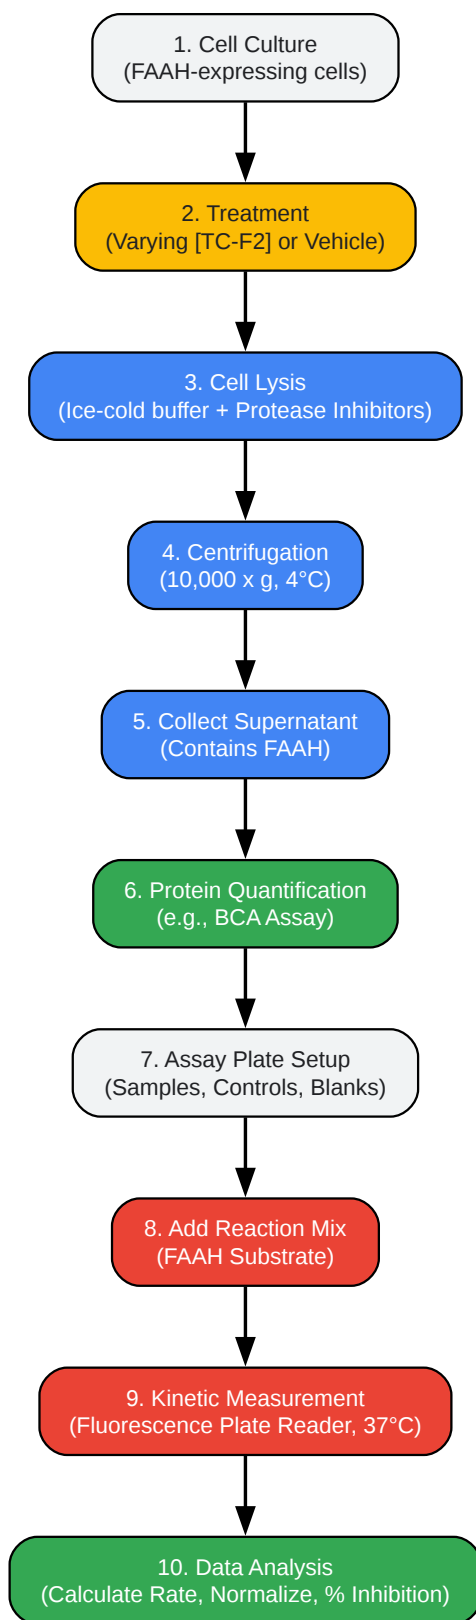 1. Cell Culture
(FAAH-expressing cells)
2. Treatment
(Varying [TC-F2] or Vehicle)
3. Cell Lysis
(Ice-cold buffer + Protease Inhibitors)
4. Centrifugation
(10,000 x g, 4°C)
5. Collect Supernatant
(Contains FAAH)
6. Protein Quantification
(e.g., BCA Assay)
7. Assay Plate Setup
(Samples, Controls, Blanks)
8. Add Reaction Mix
(FAAH Substrate)
9. Kinetic Measurement
(Fluorescence Plate Reader, 37°C)
10. Data Analysis
(Calculate Rate, Normalize, % Inhibition)